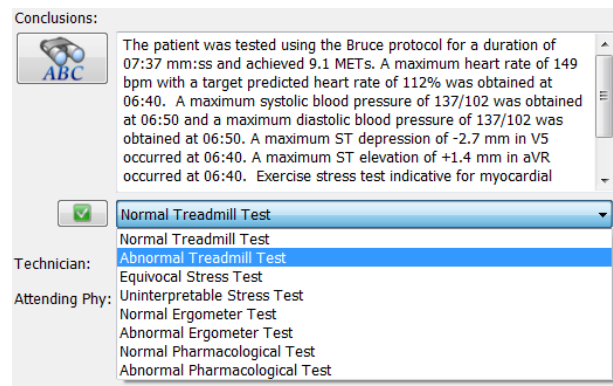 Conclusions:
ABC
The patient was tested using the Bruce protocol for a duration of
07:37 mm:ss and achieved 9.1 METs. A maximum heart rate of 149
bpm with a target predicted heart rate of 112% was obtained at
06:40.  A maximum systolic blood pressure of 137/102 was obtained
at 06:50 and a maximum diastolic blood pressure of 137/102 was
obtained at 06:50. A maximum ST depression of -2.7 mm in V5
occurred at 06:40. A maximum ST elevation of +1.4 mm in aVR
occurred at 06:40.  Exercise stress test indicative for myocardial
Normal Treadmill Test
Normal Treadmill Test
Abnormal Treadmill Test
Equivocal Stress Test
Uninterpretable Stress Test
Normal Ergometer Test
Abnormal Ergometer Test
Normal Pharmacological Test
Abnormal Pharmacological Test
Technician:
Attending Phy: